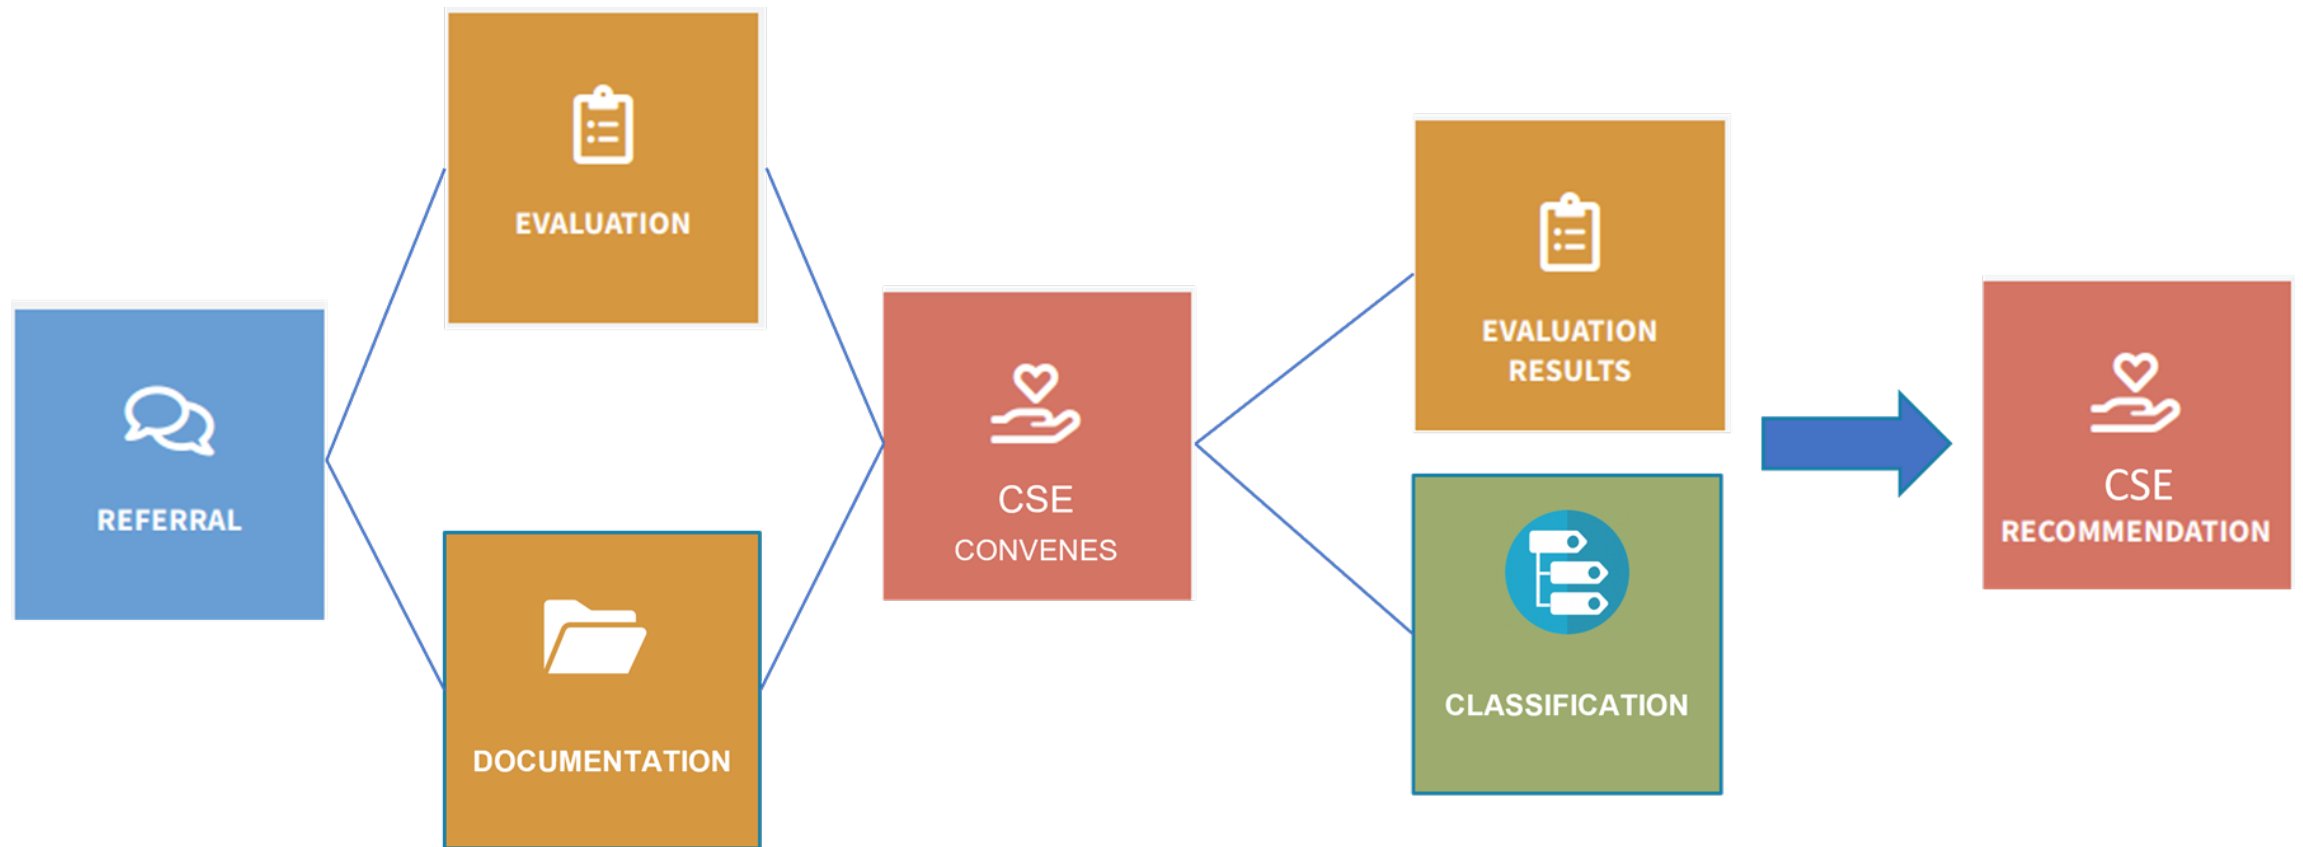 REFERRAL
EVALUATION
DOCUMENTATION
CSE
CONVENES
EVALUATION
RESULTS
CLASSIFICATION
CSE
RECOMMENDATION